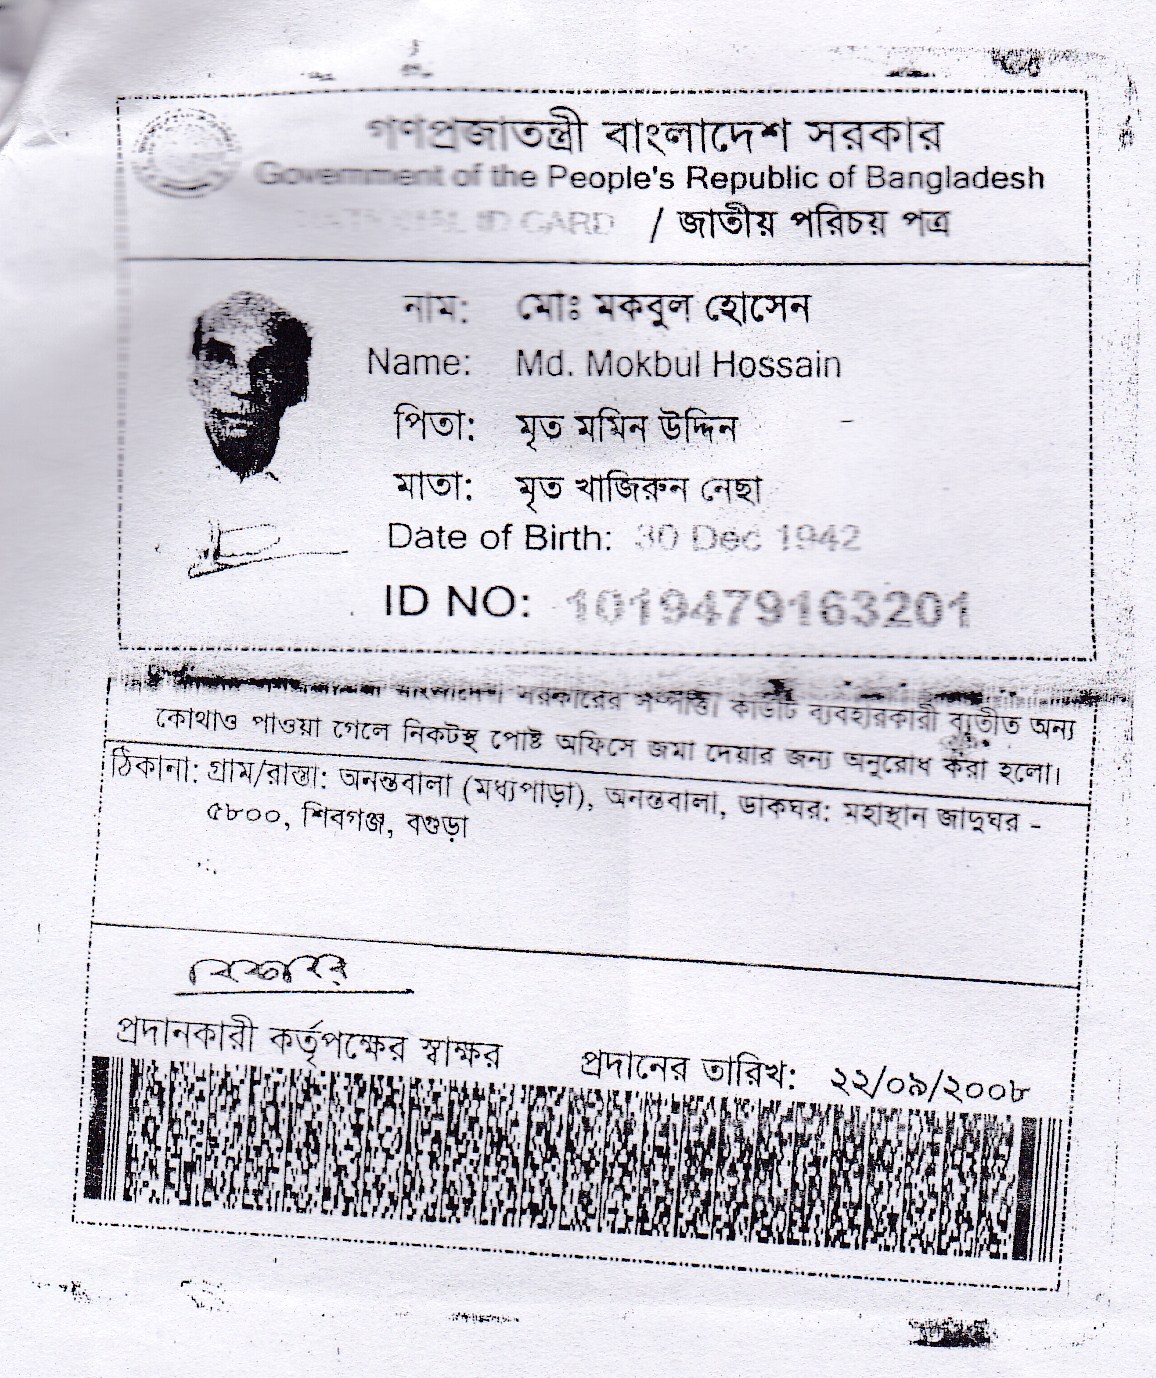 গণপ্রজাতন্ত্রী বাংলাদেশ সরকার
Government of the People's Republic of Bangladesh
ID CARD / জাতীয় পরিচয় পত্র
নাম: মোঃ মকবুল হোসেন
Name: Md. Mokbul Hossain
পিতা: মৃত মমিন উদ্দিন
মাতা: মৃত খাজিরুন নেছা
Date of Birth: 30 Dec 1942
ID NO: 1019479163201
সরকারের সম্পত্তি। কার্ডটি ব্যবহারকারী ব্যতীত অন্য
কোথাও পাওয়া গেলে নিকটস্থ পোষ্ট অফিসে জমা দেয়ার জন্য অনুরোধ করা হলো।
ঠিকানা: গ্রাম/রাস্তা: অনন্তবালা (মধ্যপাড়া), অনন্তবালা, ডাকঘর: মহাস্থান জাদুঘর -
৫৮০০, শিবগঞ্জ, বগুড়া
প্রদানকারী কর্তৃপক্ষের স্বাক্ষর প্রদানের তারিখ: ২২/০৯/২০০৮